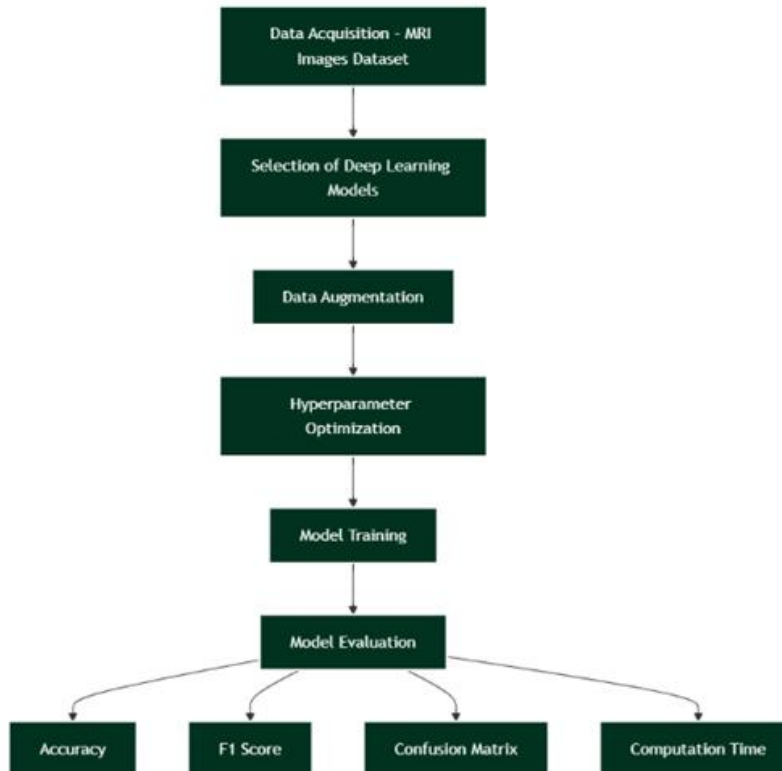 Data Acquisition - MRI
Images Dataset
Selection of Deep Learning
Models
Data Augmentation
Hyperparameter
Optimization
Model Training
Model Evaluation
Accuracy
F1 Score
Confusion Matrix
Computation Time